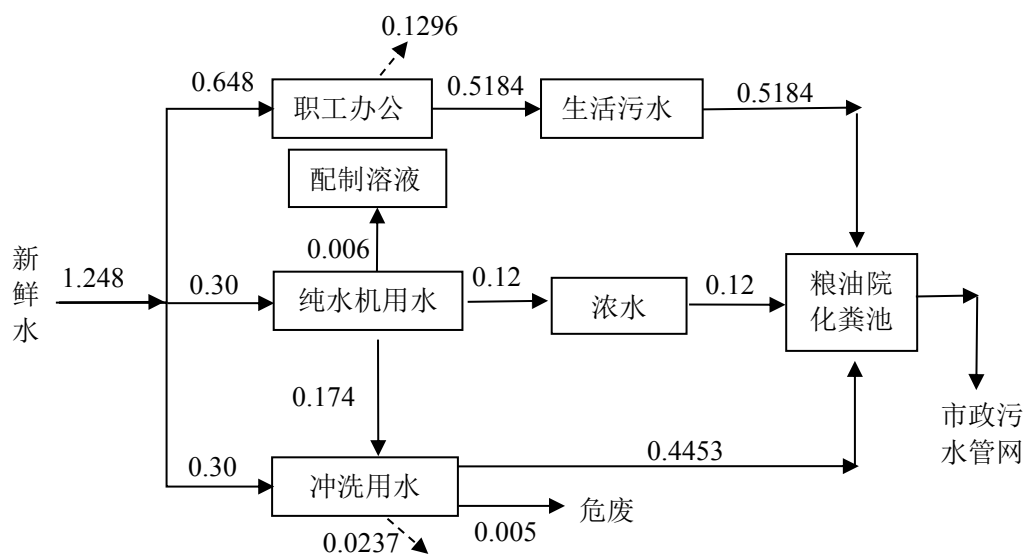 0.1296
0.648
职工办公
0.5184
生活污水
0.5184
配制溶液
0.006
新鲜水
1.248
0.30
纯水机用水
0.12
浓水
0.12
粮油院
化粪池
0.174
市政污
水管网
0.30
冲洗用水
0.4453
0.005
危废
0.0237